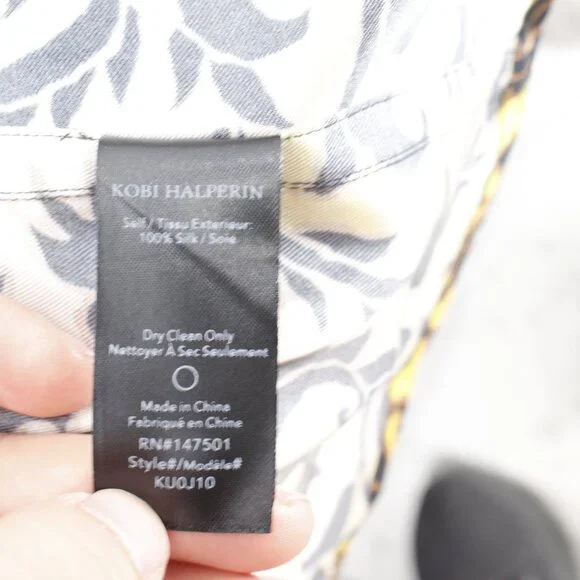 KOBI HALPERIN
Self / Tissu Exterieur:
100% Silk / Soie
Dry Clean Only
Nettoyer À Sec Seulement
Made in China
Fabriqué en Chine
RN#147501
Style#/Modèle#
KU0J10